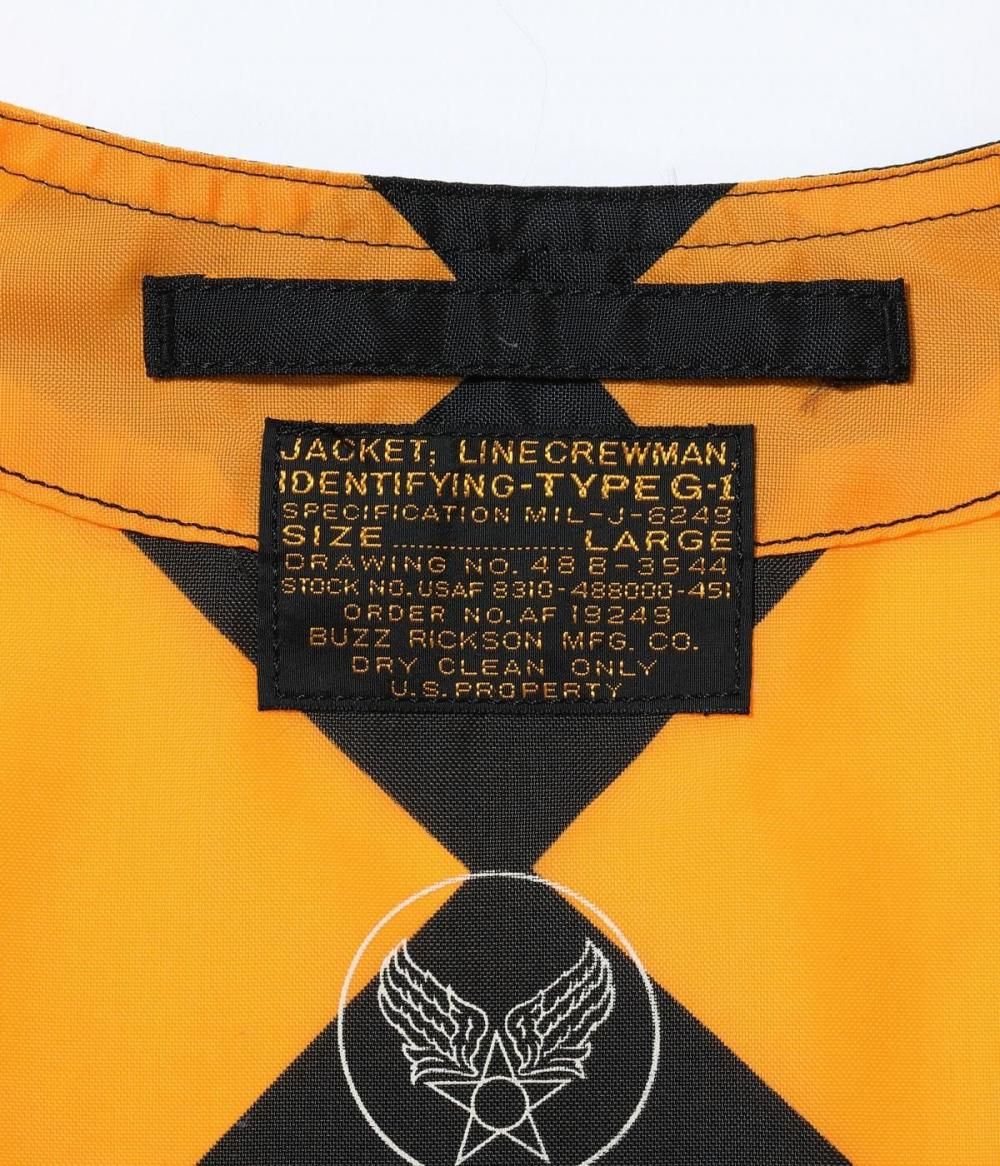 JACKET; LINECREWMAN,
IDENTIFYING-TYPE G-1
SPECIFICATION MIL-J-6249
SIZE .......................... LARGE
DRAWING NO. 48B-3544
STOCK NO. USAF 8310-488000-451
ORDER NO. AF 19249
BUZZ RICKSON MFG. CO.
DRY CLEAN ONLY
U.S. PROPERTY